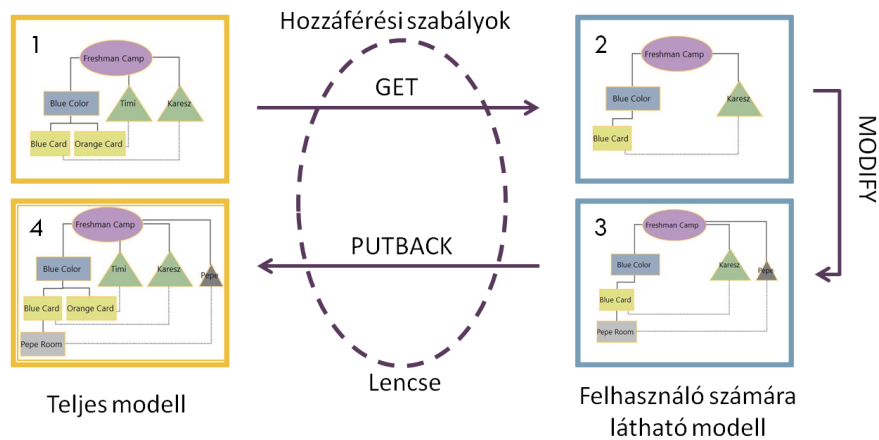 Hozzáférési szabályok
1
Freshman Camp
Blue Color
Timi
Karesz
Blue Card
Orange Card
GET
2
Freshman Camp
Blue Color
Karesz
Blue Card
MODIFY
4
Freshman Camp
Blue Color
Timi
Karesz
Pepe
Blue Card
Orange Card
Pepe Room
PUTBACK
3
Freshman Camp
Blue Color
Karesz
Pepe
Blue Card
Pepe Room
Teljes modell
Lencse
Felhasználó számára
látható modell